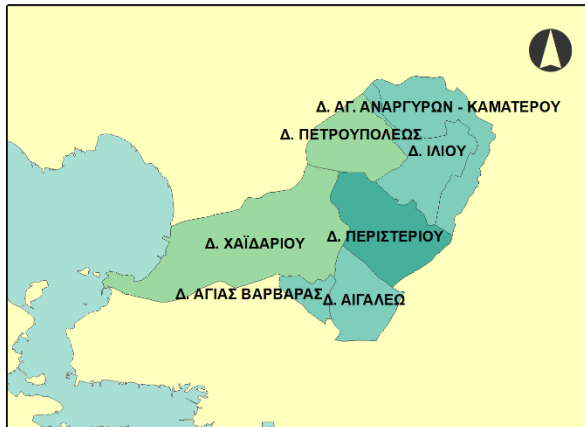 Δ. ΑΓ. ΑΝΑΡΓΥΡΩΝ - ΚΑΜΑΤΕΡΟΥ
Δ. ΠΕΤΡΟΥΠΟΛΕΩΣ
Δ. ΙΛΙΟΥ
Δ. ΧΑΪΔΑΡΙΟΥ
Δ. ΠΕΡΙΣΤΕΡΙΟΥ
Δ. ΑΓΙΑΣ ΒΑΡΒΑΡΑΣ
Δ. ΑΙΓΑΛΕΩ